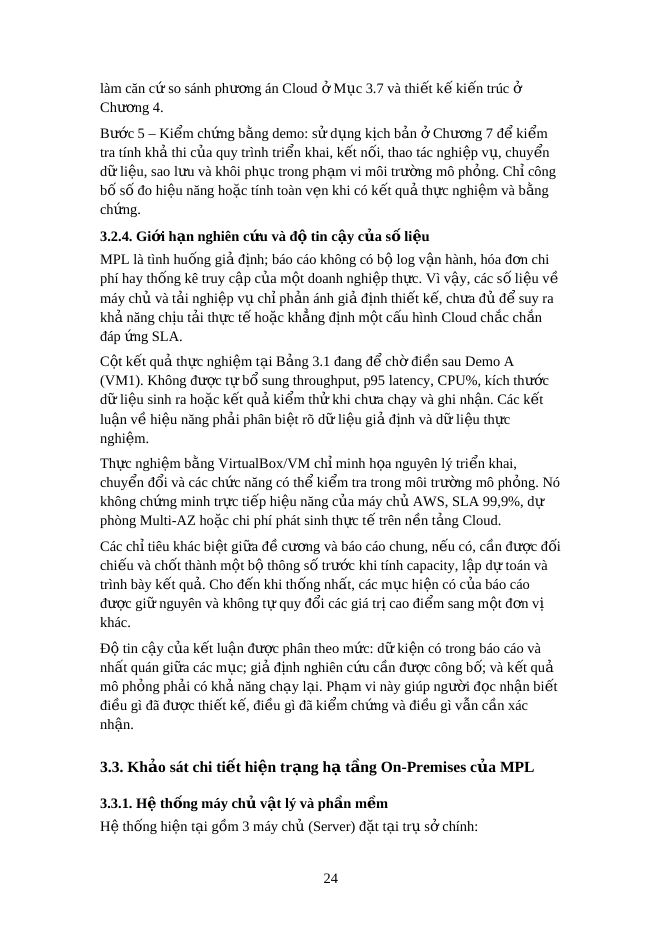 làm căn cứ so sánh phương án Cloud ở Mục 3.7 và thiết kế kiến trúc ở
Chương 4.
Bước 5 – Kiểm chứng bằng demo: sử dụng kịch bản ở Chương 7 để kiểm
tra tính khả thi của quy trình triển khai, kết nối, thao tác nghiệp vụ, chuyển
dữ liệu, sao lưu và khôi phục trong phạm vi môi trường mô phỏng. Chỉ công
bố số đo hiệu năng hoặc tính toàn vẹn khi có kết quả thực nghiệm và bằng
chứng.
3.2.4. Giới hạn nghiên cứu và độ tin cậy của số liệu
MPL là tình huống giả định; báo cáo không có bộ log vận hành, hóa đơn chi
phí hay thống kê truy cập của một doanh nghiệp thực. Vì vậy, các số liệu về
máy chủ và tải nghiệp vụ chỉ phản ánh giả định thiết kế, chưa đủ để suy ra
khả năng chịu tải thực tế hoặc khẳng định một cấu hình Cloud chắc chắn
đáp ứng SLA.
Cột kết quả thực nghiệm tại Bảng 3.1 đang để chờ điền sau Demo A
(VM1). Không được tự bổ sung throughput, p95 latency, CPU%, kích thước
dữ liệu sinh ra hoặc kết quả kiểm thử khi chưa chạy và ghi nhận. Các kết
luận về hiệu năng phải phân biệt rõ dữ liệu giả định và dữ liệu thực
nghiệm.
Thực nghiệm bằng VirtualBox/VM chỉ minh họa nguyên lý triển khai,
chuyển đổi và các chức năng có thể kiểm tra trong môi trường mô phỏng. Nó
không chứng minh trực tiếp hiệu năng của máy chủ AWS, SLA 99,9%, dự
phòng Multi-AZ hoặc chi phí phát sinh thực tế trên nền tảng Cloud.
Các chỉ tiêu khác biệt giữa đề cương và báo cáo chung, nếu có, cần được đối
chiếu và chốt thành một bộ thông số trước khi tính capacity, lập dự toán và
trình bày kết quả. Cho đến khi thống nhất, các mục hiện có của báo cáo
được giữ nguyên và không tự quy đổi các giá trị cao điểm sang một đơn vị
khác.
Độ tin cậy của kết luận được phân theo mức: dữ kiện có trong báo cáo và
nhất quán giữa các mục; giả định nghiên cứu cần được công bố; và kết quả
mô phỏng phải có khả năng chạy lại. Phạm vi này giúp người đọc nhận biết
điều gì đã được thiết kế, điều gì đã kiểm chứng và điều gì vẫn cần xác
nhận.
3.3. Khảo sát chi tiết hiện trạng hạ tầng On-Premises của MPL
3.3.1. Hệ thống máy chủ vật lý và phần mềm
Hệ thống hiện tại gồm 3 máy chủ (Server) đặt tại trụ sở chính:
24